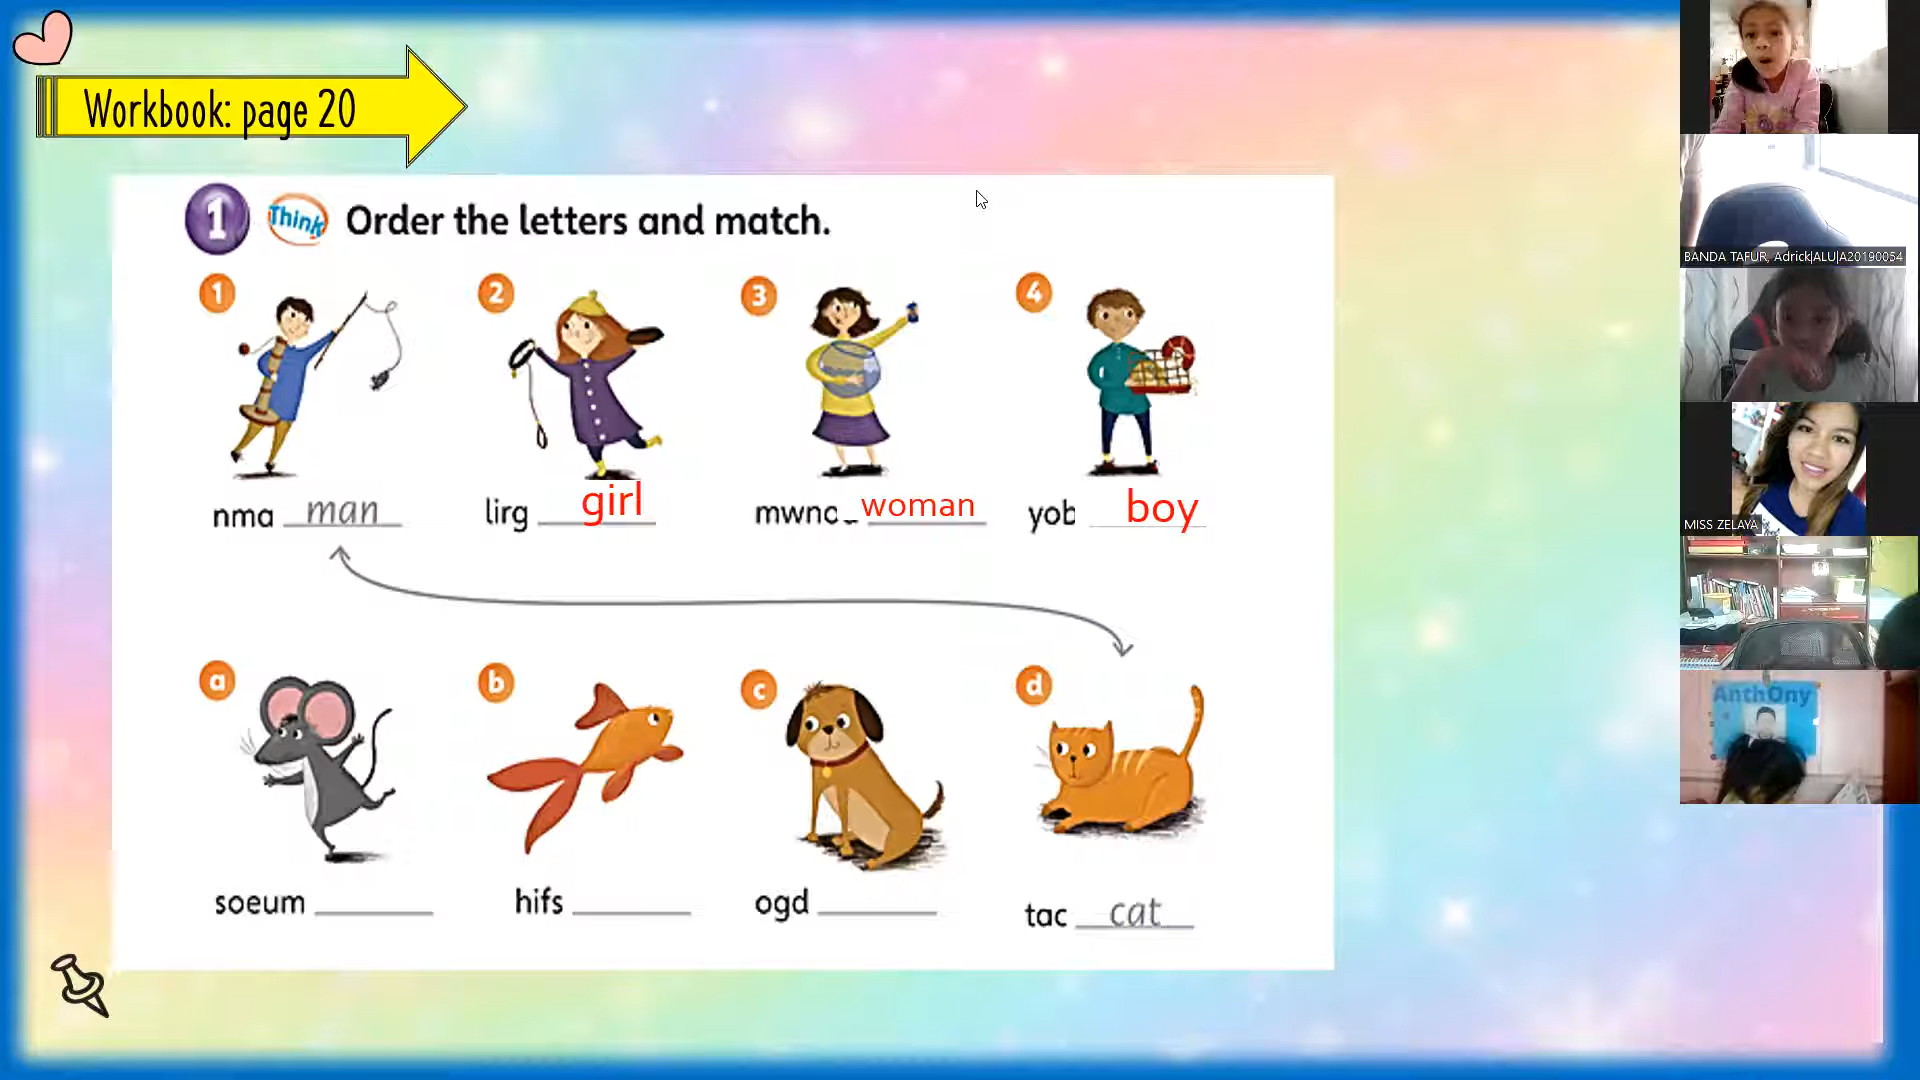 Workbook: page 20
1 Think Order the letters and match.
1 2 3 4
nma man lirg girl mwno woman yob boy
a b c d
soeum hifs ogd tac cat
BANDA TAFUR, Adrick|ALU|A20190054
MISS ZELAYA
AnthOny